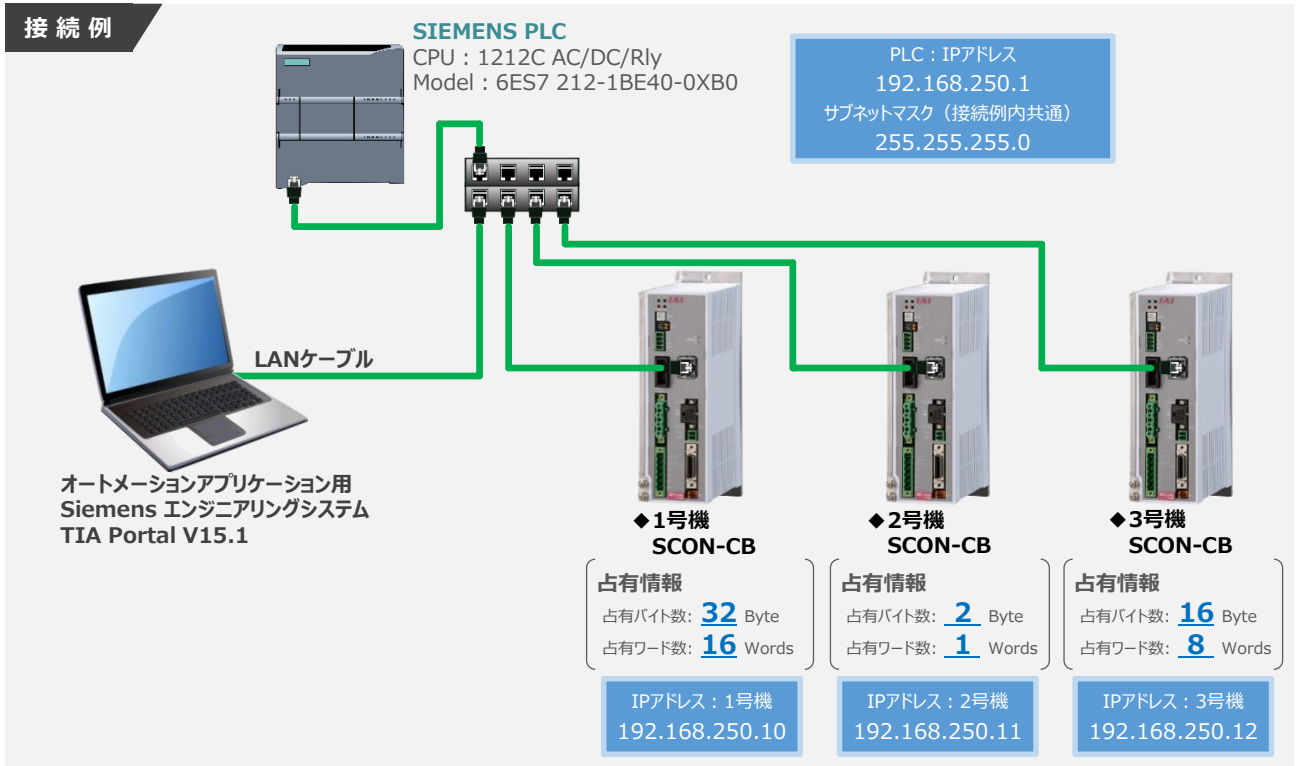 接続例
SIEMENS PLC
CPU : 1212C AC/DC/Rly
Model : 6ES7 212-1BE40-0XB0
PLC : IPアドレス
192.168.250.1
サブネットマスク（接続例内共通）
255.255.255.0
LANケーブル
オートメーションアプリケーション用
Siemens エンジニアリングシステム
TIA Portal V15.1
IAI
IAI
IAI
◆1号機
SCON-CB
占有情報
占有バイト数: 32 Byte
占有ワード数: 16 Words
IPアドレス : 1号機
192.168.250.10
◆2号機
SCON-CB
占有情報
占有バイト数: 2 Byte
占有ワード数: 1 Words
IPアドレス : 2号機
192.168.250.11
◆3号機
SCON-CB
占有情報
占有バイト数: 16 Byte
占有ワード数: 8 Words
IPアドレス : 3号機
192.168.250.12